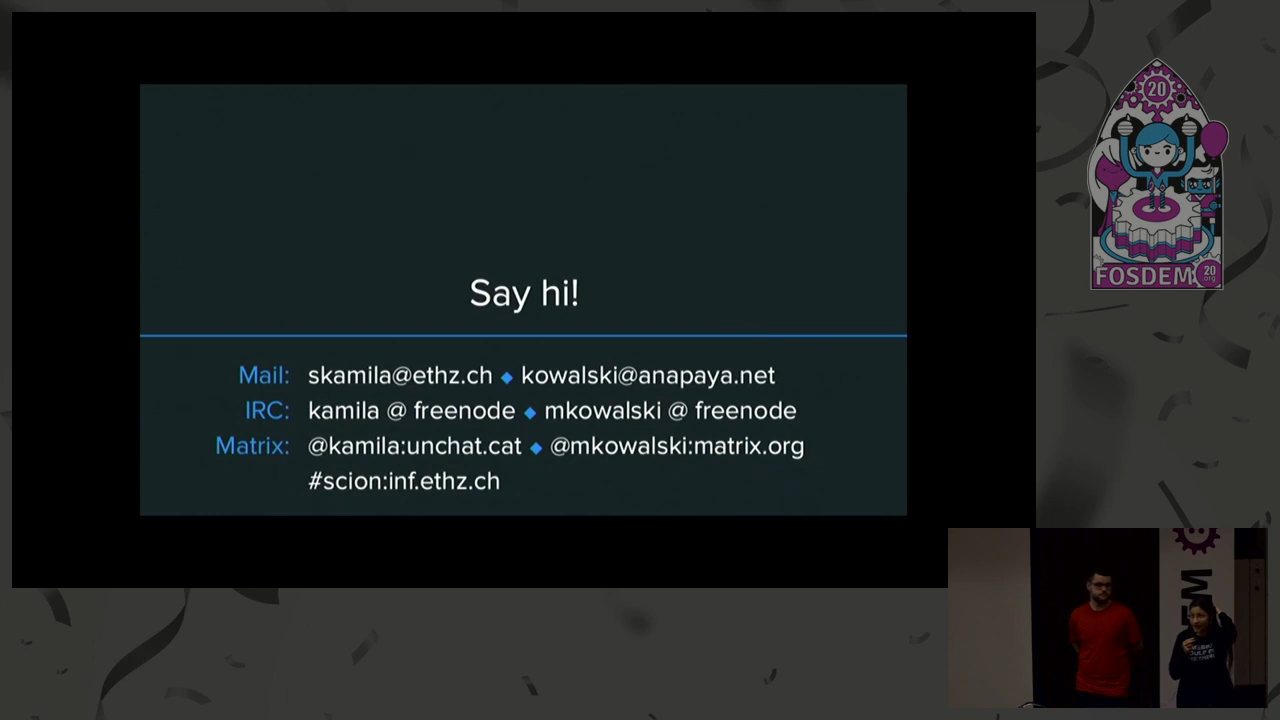 Say hi!
Mail: skamila@ethz.ch ◆ kowalski@anapaya.net
IRC: kamila @ freenode ◆ mkowalski @ freenode
Matrix: @kamila:unchat.cat ◆ @mkowalski:matrix.org
#scion:inf.ethz.ch
20
FOSDEM
20
.org